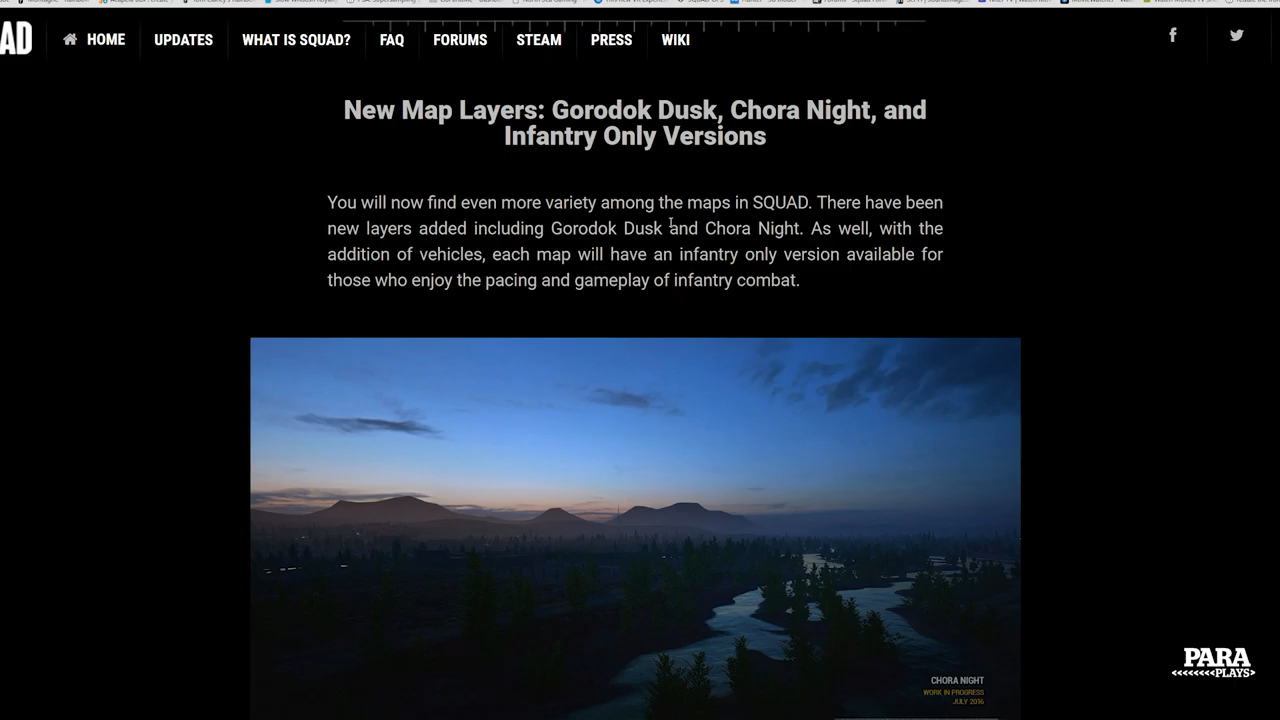 AD HOME UPDATES WHAT IS SQUAD? FAQ FORUMS STEAM PRESS WIKI
New Map Layers: Gorodok Dusk, Chora Night, and
Infantry Only Versions
You will now find even more variety among the maps in SQUAD. There have been
new layers added including Gorodok Dusk and Chora Night. As well, with the
addition of vehicles, each map will have an infantry only version available for
those who enjoy the pacing and gameplay of infantry combat.
CHORA NIGHT
WORK IN PROGRESS
JULY 2016
PARA
PLAYS